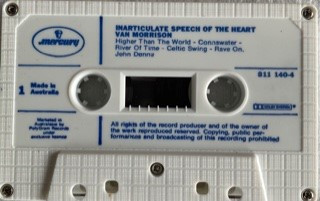 mercury
INARTICULATE SPEECH OF THE HEART
VAN MORRISON
Higher Than The World - Connswater -
River Of Time - Celtic Swing - Rave On,
John Donne
1 Made in
Australia
811 140-4
Marketed in
Australasia by
PolyGram Records
under exclusive licence
All rights of the record producer and of the owner of
the work reproduced reserved. Copying, public per-
formances and broadcasting of this recording prohibited